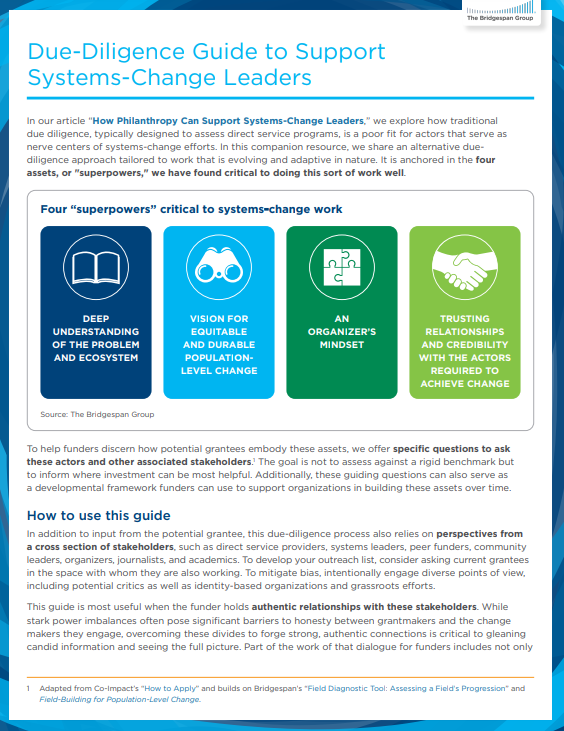 The Bridgespan Group
Due-Diligence Guide to Support
Systems-Change Leaders
In our article "How Philanthropy Can Support Systems-Change Leaders," we explore how traditional
due diligence, typically designed to assess direct service programs, is a poor fit for actors that serve as
nerve centers of systems-change efforts. In this companion resource, we share an alternative due-
diligence approach tailored to work that is evolving and adaptive in nature. It is anchored in the four
assets, or "superpowers," we have found critical to doing this sort of work well.
Four “superpowers” critical to systems-change work
DEEP
UNDERSTANDING
OF THE PROBLEM
AND ECOSYSTEM
VISION FOR
EQUITABLE
AND DURABLE
POPULATION-
LEVEL CHANGE
AN
ORGANIZER'S
MINDSET
TRUSTING
RELATIONSHIPS
AND CREDIBILITY
WITH THE ACTORS
REQUIRED TO
ACHIEVE CHANGE
Source: The Bridgespan Group
To help funders discern how potential grantees embody these assets, we offer specific questions to ask
these actors and other associated stakeholders.1 The goal is not to assess against a rigid benchmark but
to inform where investment can be most helpful. Additionally, these guiding questions can also serve as
a developmental framework funders can use to support organizations in building these assets over time.
How to use this guide
In addition to input from the potential grantee, this due-diligence process also relies on perspectives from
a cross section of stakeholders, such as direct service providers, systems leaders, peer funders, community
leaders, organizers, journalists, and academics. To develop your outreach list, consider asking current grantees
in the space with whom they are also working. To mitigate bias, intentionally engage diverse points of view,
including potential critics as well as identity-based organizations and grassroots efforts.
This guide is most useful when the funder holds authentic relationships with these stakeholders. While
stark power imbalances often pose significant barriers to honesty between grantmakers and the change
makers they engage, overcoming these divides to forge strong, authentic connections is critical to gleaning
candid information and seeing the full picture. Part of the work of that dialogue for funders includes not only
1 Adapted from Co-Impact's "How to Apply" and builds on Bridgespan's "Field Diagnostic Tool: Assessing a Field's Progression" and
Field-Building for Population-Level Change.